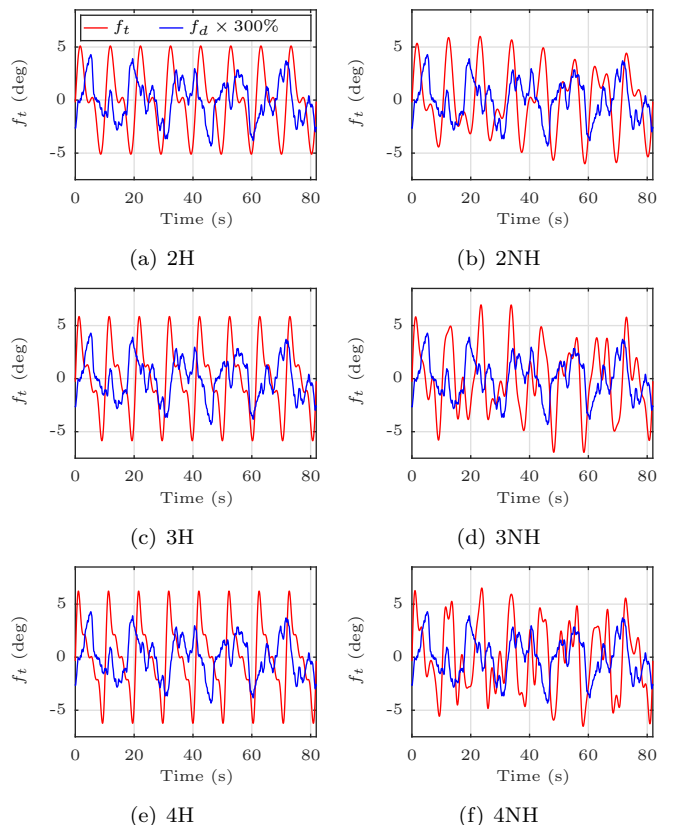 f_t f_d × 300%
5
0
-5
f_t (deg)
0 20 40 60 80
Time (s)
(a) 2H
5
0
-5
f_t (deg)
0 20 40 60 80
Time (s)
(b) 2NH
5
0
-5
f_t (deg)
0 20 40 60 80
Time (s)
(c) 3H
5
0
-5
f_t (deg)
0 20 40 60 80
Time (s)
(d) 3NH
5
0
-5
f_t (deg)
0 20 40 60 80
Time (s)
(e) 4H
5
0
-5
f_t (deg)
0 20 40 60 80
Time (s)
(f) 4NH